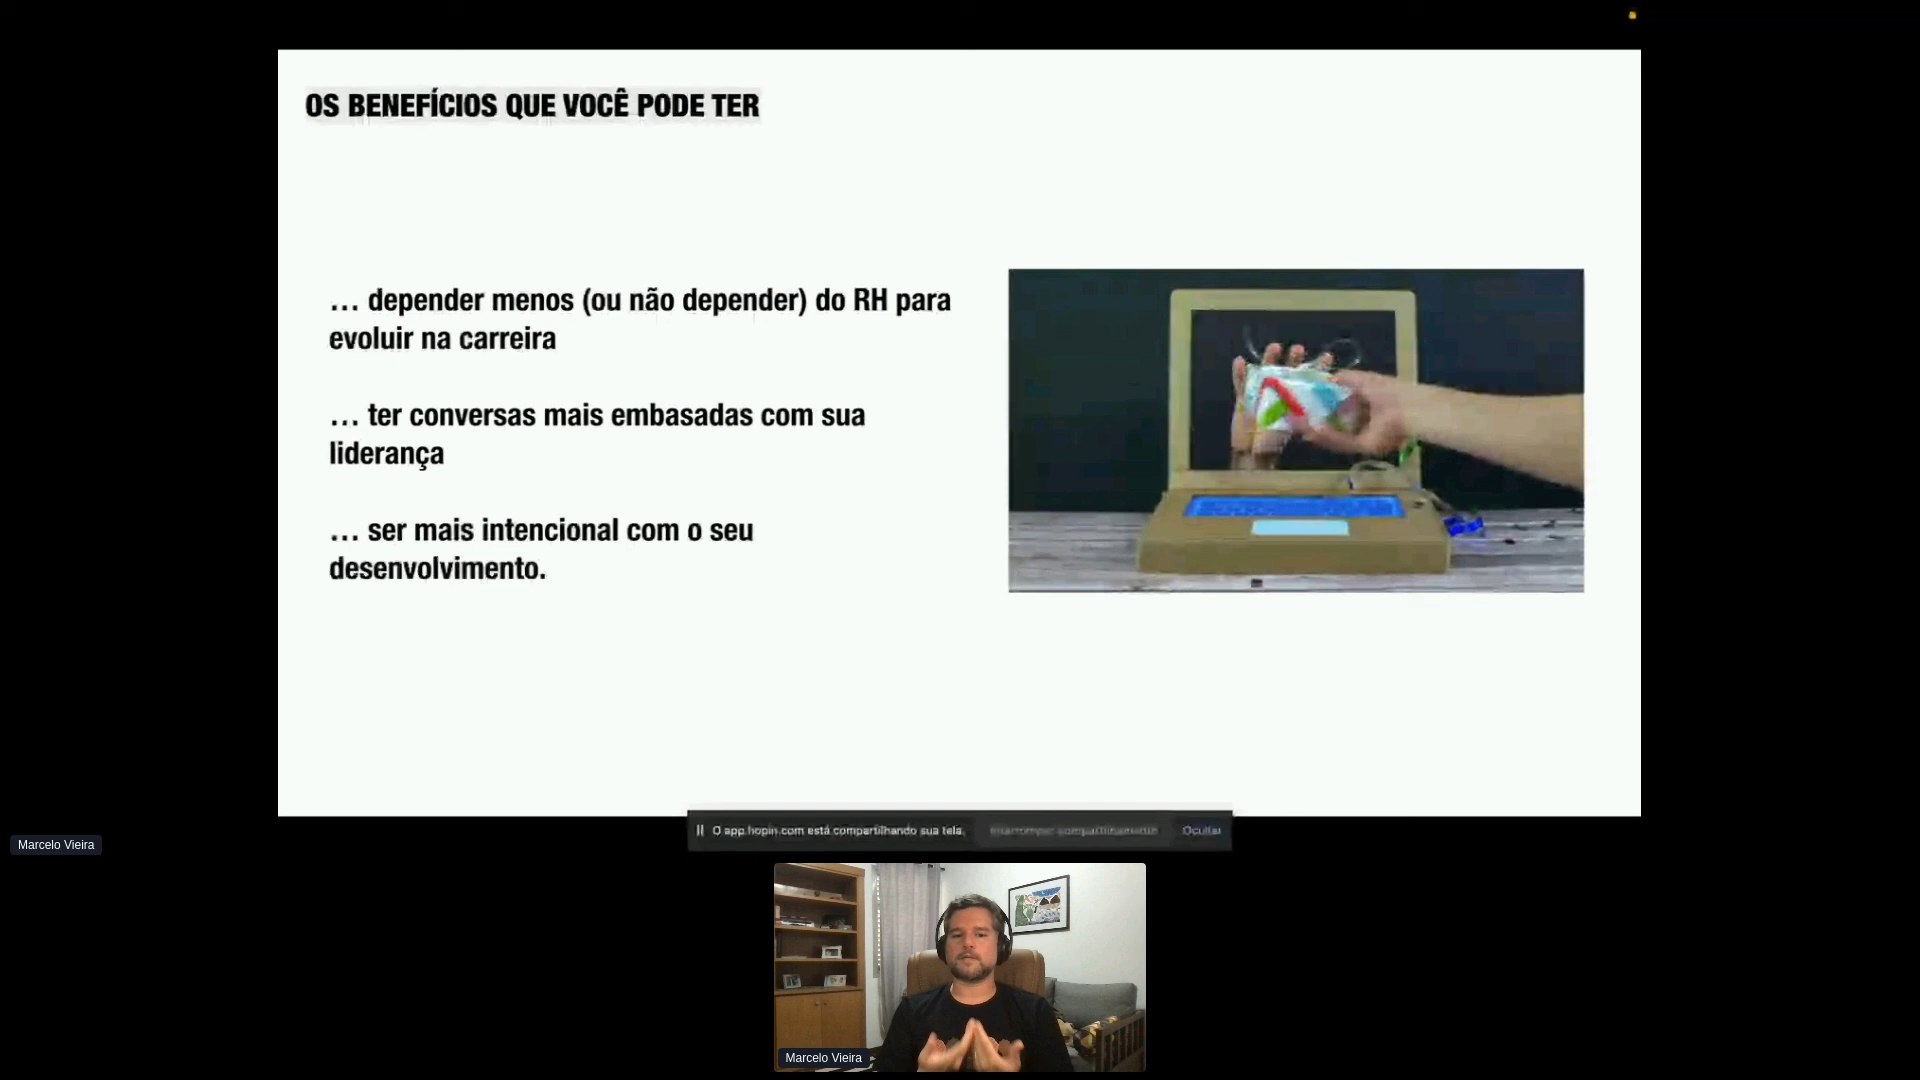 OS BENEFÍCIOS QUE VOCÊ PODE TER
… depender menos (ou não depender) do RH para
evoluir na carreira
… ter conversas mais embasadas com sua
liderança
… ser mais intencional com o seu
desenvolvimento.
Marcelo Vieira
O app.hopin.com está compartilhando sua tela.
Ocultar
Marcelo Vieira